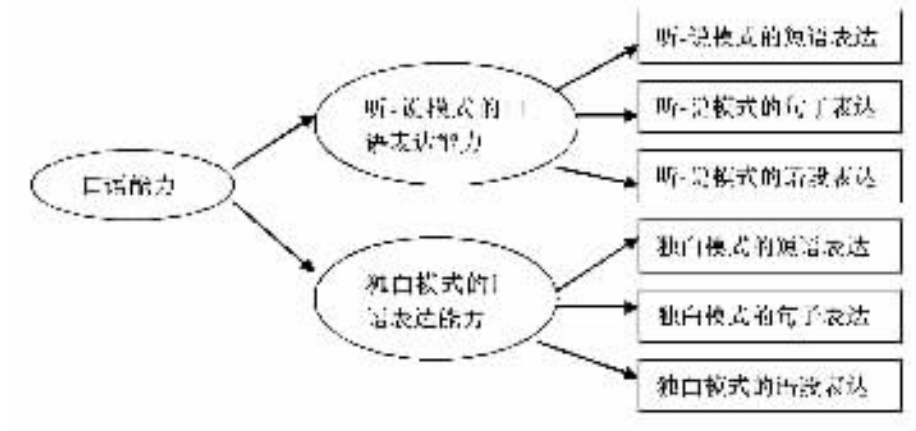 口语能力
听-说模式的口
语表达能力
独白模式的口
语表达能力
听-说模式的短语表达
听-说模式的句子表达
听-说模式的语段表达
独白模式的短语表达
独白模式的句子表达
独白模式的语段表达